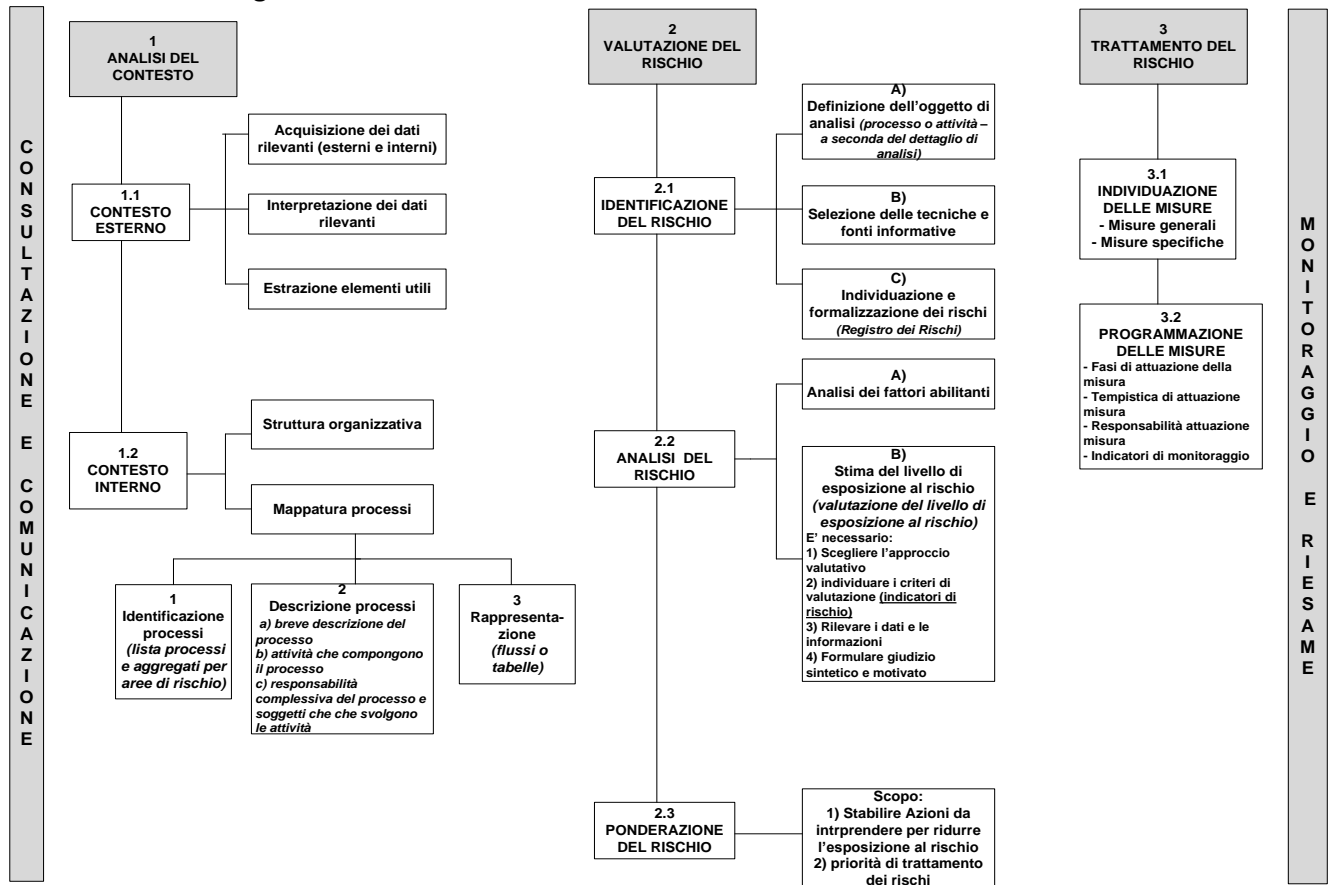 CONSULTAZIONE E COMUNICAZIONE
1
ANALISI DEL
CONTESTO
1.1
CONTESTO
ESTERNO
Acquisizione dei dati
rilevanti (esterni e interni)
Interpretazione dei dati
rilevanti
Estrazione elementi utili
1.2
CONTESTO
INTERNO
Struttura organizzativa
Mappatura processi
1
Identificazione
processi
(lista processi
e aggregati per
aree di rischio)
2
Descrizione processi
a) breve descrizione del
processo
b) attività che compongono
il processo
c) responsabilità
complessiva del processo e
soggetti che che svolgono
le attività
3
Rappresenta-
zione
(flussi o
tabelle)
2
VALUTAZIONE DEL
RISCHIO
2.1
IDENTIFICAZIONE
DEL RISCHIO
A)
Definizione dell'oggetto di
analisi (processo o attività –
a seconda del dettaglio di
analisi)
B)
Selezione delle tecniche e
fonti informative
C)
Individuazione e
formalizzazione dei rischi
(Registro dei Rischi)
2.2
ANALISI DEL
RISCHIO
A)
Analisi dei fattori abilitanti
B)
Stima del livello di
esposizione al rischio
(valutazione del livello di
esposizione al rischio)
E' necessario:
1) Scegliere l'approccio
valutativo
2) individuare i criteri di
valutazione (indicatori di
rischio)
3) Rilevare i dati e le
informazioni
4) Formulare giudizio
sintetico e motivato
2.3
PONDERAZIONE
DEL RISCHIO
Scopo:
1) Stabilire Azioni da
intrprendere per ridurre
l'esposizione al rischio
2) priorità di trattamento
dei rischi
3
TRATTAMENTO DEL
RISCHIO
3.1
INDIVIDUAZIONE
DELLE MISURE
- Misure generali
- Misure specifiche
3.2
PROGRAMMAZIONE
DELLE MISURE
- Fasi di attuazione della
misura
- Tempistica di attuazione
misura
- Responsabilità attuazione
misura
- Indicatori di monitoraggio
MONITORAGGIO E RIESAME